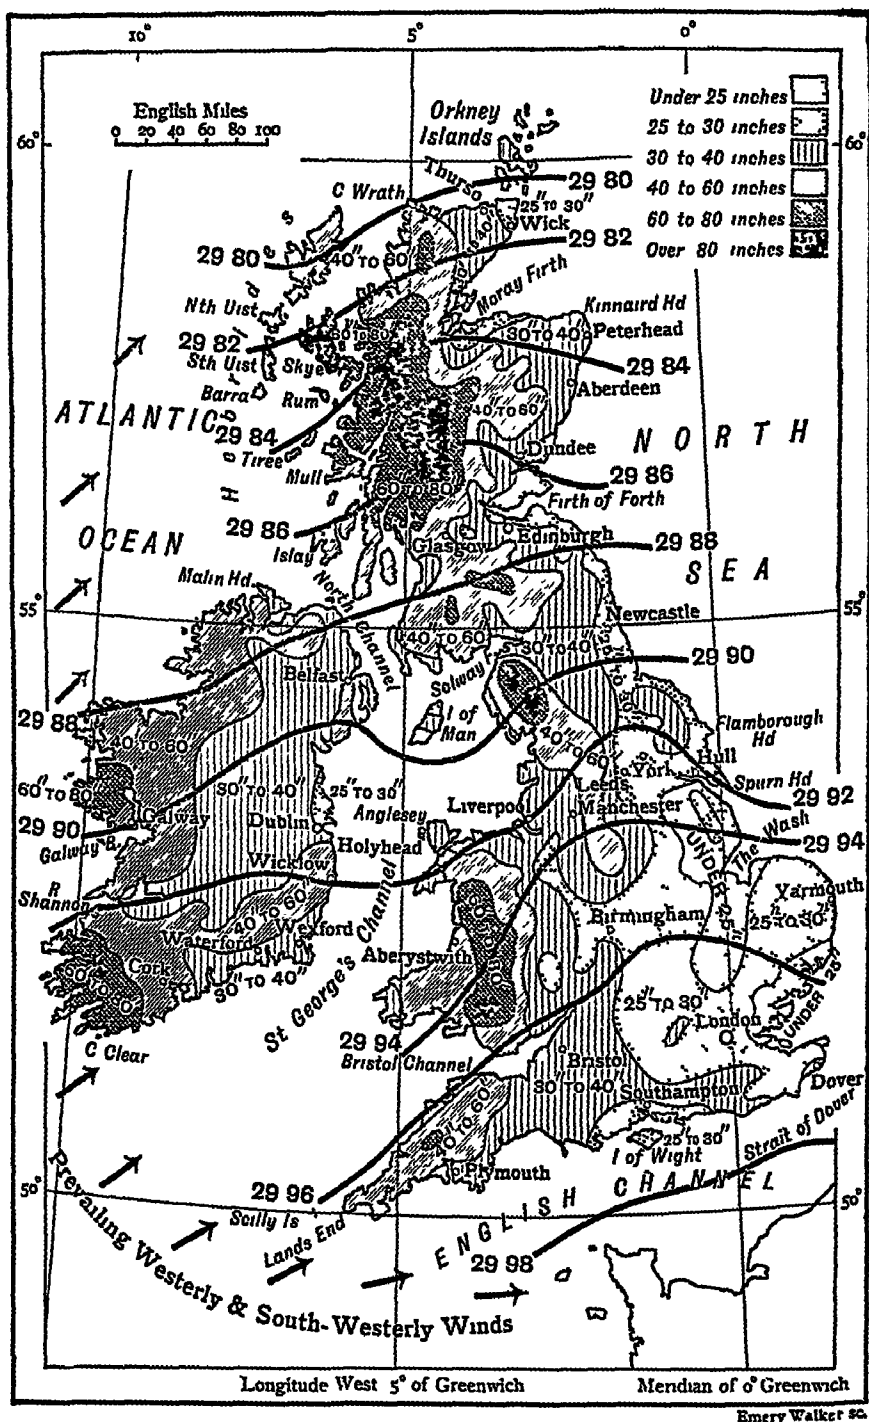 10° 5° 0°
English Miles
0 20 40 60 80 100
Under 25 inches
25 to 30 inches
30 to 40 inches
40 to 60 inches
60 to 80 inches
Over 80 inches
Orkney
Islands
60° 60°
Thurso
29 80
C Wrath
25" TO 30"
Wick
29 82
29 80
40" TO 60"
Moray Firth
Nth Uist
Kinnaird Hd
29 82
30" TO 40"
Peterhead
Sth Uist
Skye
29 84
Barra
Rum
Aberdeen
ATLANTIC
OCEAN
NORTH
SEA
Hebrides
29 84
40" TO 60"
Tiree
Dundee
Mull
29 86
60" TO 80"
Firth of Forth
29 86
Islay
Glasgow
Edinburgh
29 88
Malin Hd.
North Channel
55° 55°
Newcastle
40" TO 60"
30" TO 40"
Belfast
Solway F.
29 90
29 88
I of
Man
Flamborough
Hd
40" TO 60"
40" TO 60"
York
Hull
Spurn Hd
60" TO 80"
30" TO 40"
25" TO 30"
Anglesey
Liverpool
Leeds
Manchester
29 92
Galway
Dublin
29 90
Galway B.
Holyhead
The Wash
29 94
Wicklow
UNDER 25"
R
Shannon
Yarmouth
40" TO 60"
25" TO 30"
Waterford
Wexford
St George's Channel
Aberystwith
Birmingham
Cork
30" TO 40"
25" TO 30"
London
UNDER 25"
C Clear
29 94
Bristol Channel
Bristol
30" TO 40"
Southampton
Dover
40" TO 60"
25" TO 30"
I of Wight
Strait of Dover
Plymouth
50° 50°
29 96
Scilly Is
Lands End
ENGLISH CHANNEL
29 98
Prevailing Westerly & South-Westerly Winds
Longitude West 5° of Greenwich
Meridian of 0° Greenwich
Emery Walker sc.